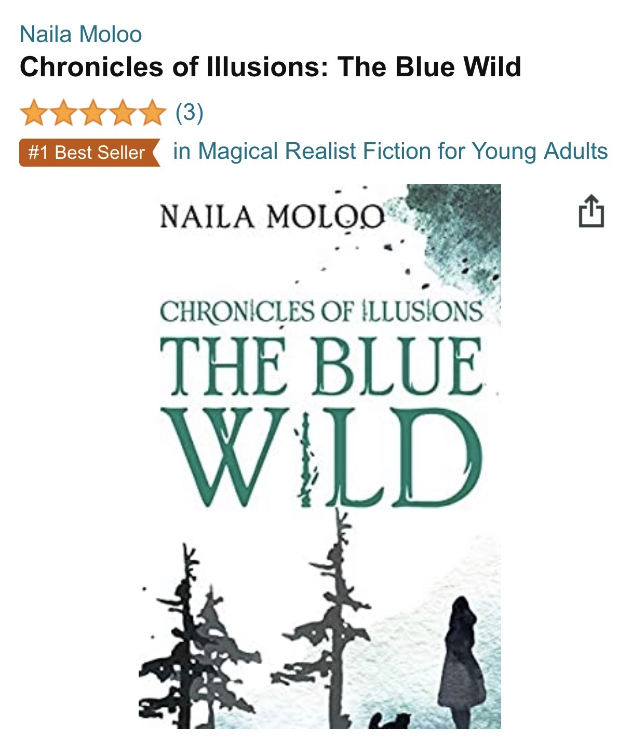 Naila Moloo
Chronicles of Illusions: The Blue Wild
(3)
#1 Best Seller in Magical Realist Fiction for Young Adults
NAILA MOLOO
CHRONICLES OF ILLUSIONS
THE BLUE
WILD